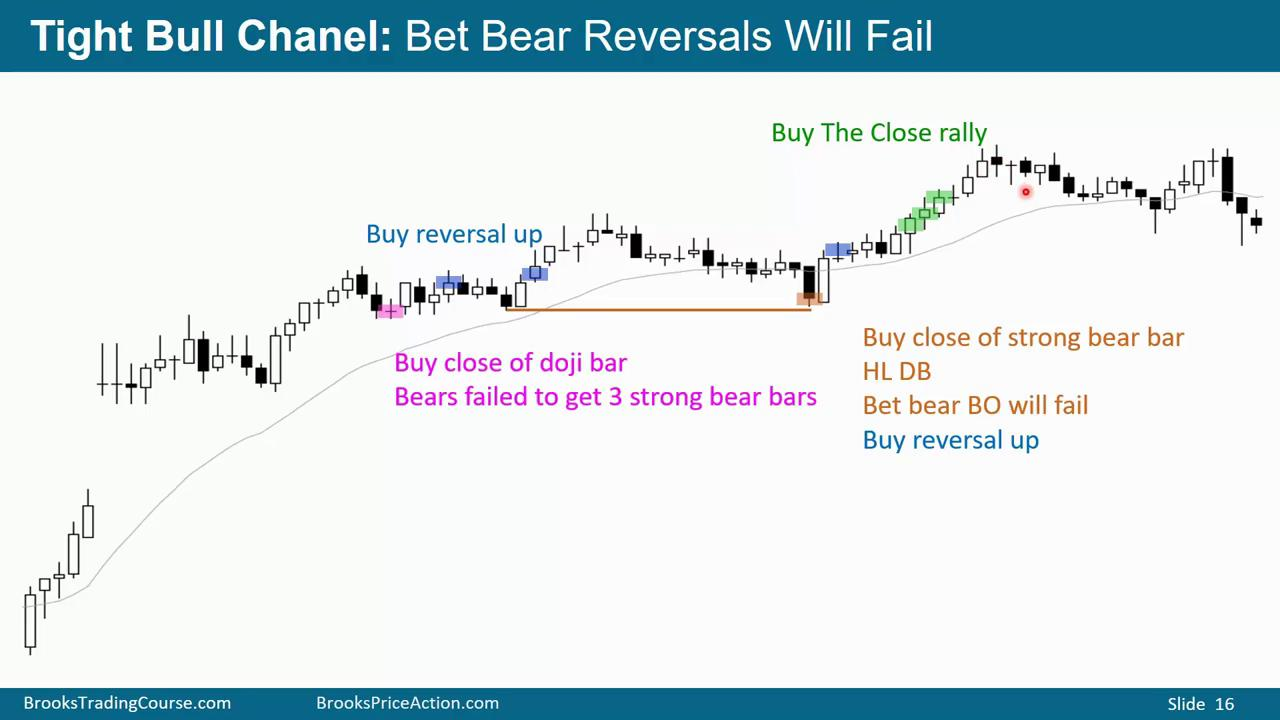 Tight Bull Chanel: Bet Bear Reversals Will Fail
Buy The Close rally
Buy reversal up
Buy close of doji bar
Bears failed to get 3 strong bear bars
Buy close of strong bear bar
HL DB
Bet bear BO will fail
Buy reversal up
BrooksTradingCourse.com
BrooksPriceAction.com
Slide 16